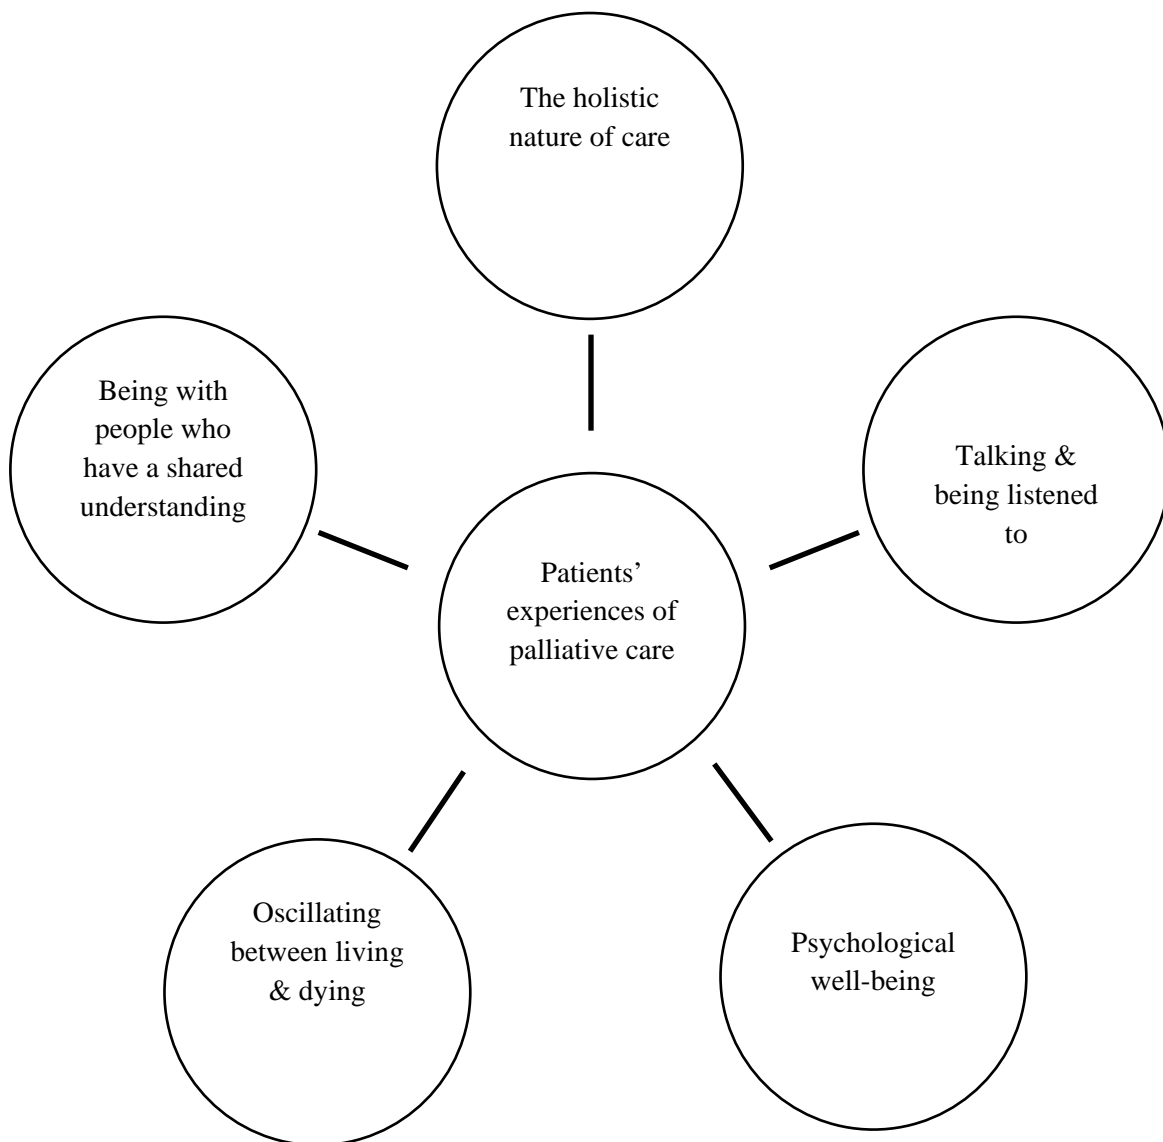 The holistic
nature of care
Being with
people who
have a shared
understanding
Talking &
being listened
to
Patients’
experiences of
palliative care
Oscillating
between living
& dying
Psychological
well-being